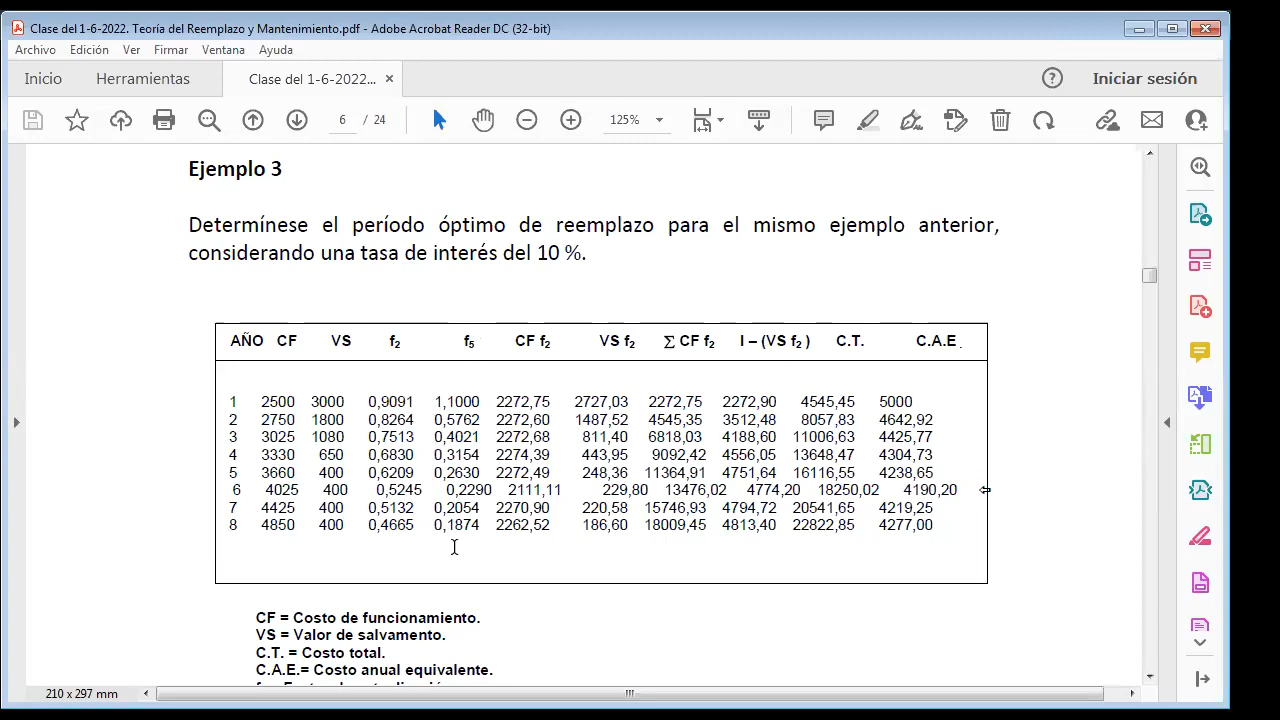 Clase del 1-6-2022. Teoría del Reemplazo y Mantenimiento.pdf - Adobe Acrobat Reader DC (32-bit)
Archivo Edición Ver Firmar Ventana Ayuda
Inicio Herramientas Clase del 1-6-2022... Iniciar sesión
6 / 24 125%
Ejemplo 3
Determínese el período óptimo de reemplazo para el mismo ejemplo anterior,
considerando una tasa de interés del 10 %.
AÑO CF VS f2 f5 CF f2 VS f2 ∑ CF f2 I – (VS f2 ) C.T. C.A.E .
1 2500 3000 0,9091 1,1000 2272,75 2727,03 2272,75 2272,90 4545,45 5000
2 2750 1800 0,8264 0,5762 2272,60 1487,52 4545,35 3512,48 8057,83 4642,92
3 3025 1080 0,7513 0,4021 2272,68 811,40 6818,03 4188,60 11006,63 4425,77
4 3330 650 0,6830 0,3154 2274,39 443,95 9092,42 4556,05 13648,47 4304,73
5 3660 400 0,6209 0,2630 2272,49 248,36 11364,91 4751,64 16116,55 4238,65
6 4025 400 0,5245 0,2290 2111,11 229,80 13476,02 4774,20 18250,02 4190,20
7 4425 400 0,5132 0,2054 2270,90 220,58 15746,93 4794,72 20541,65 4219,25
8 4850 400 0,4665 0,1874 2262,52 186,60 18009,45 4813,40 22822,85 4277,00
CF = Costo de funcionamiento.
VS = Valor de salvamento.
C.T. = Costo total.
C.A.E.= Costo anual equivalente.
210 x 297 mm